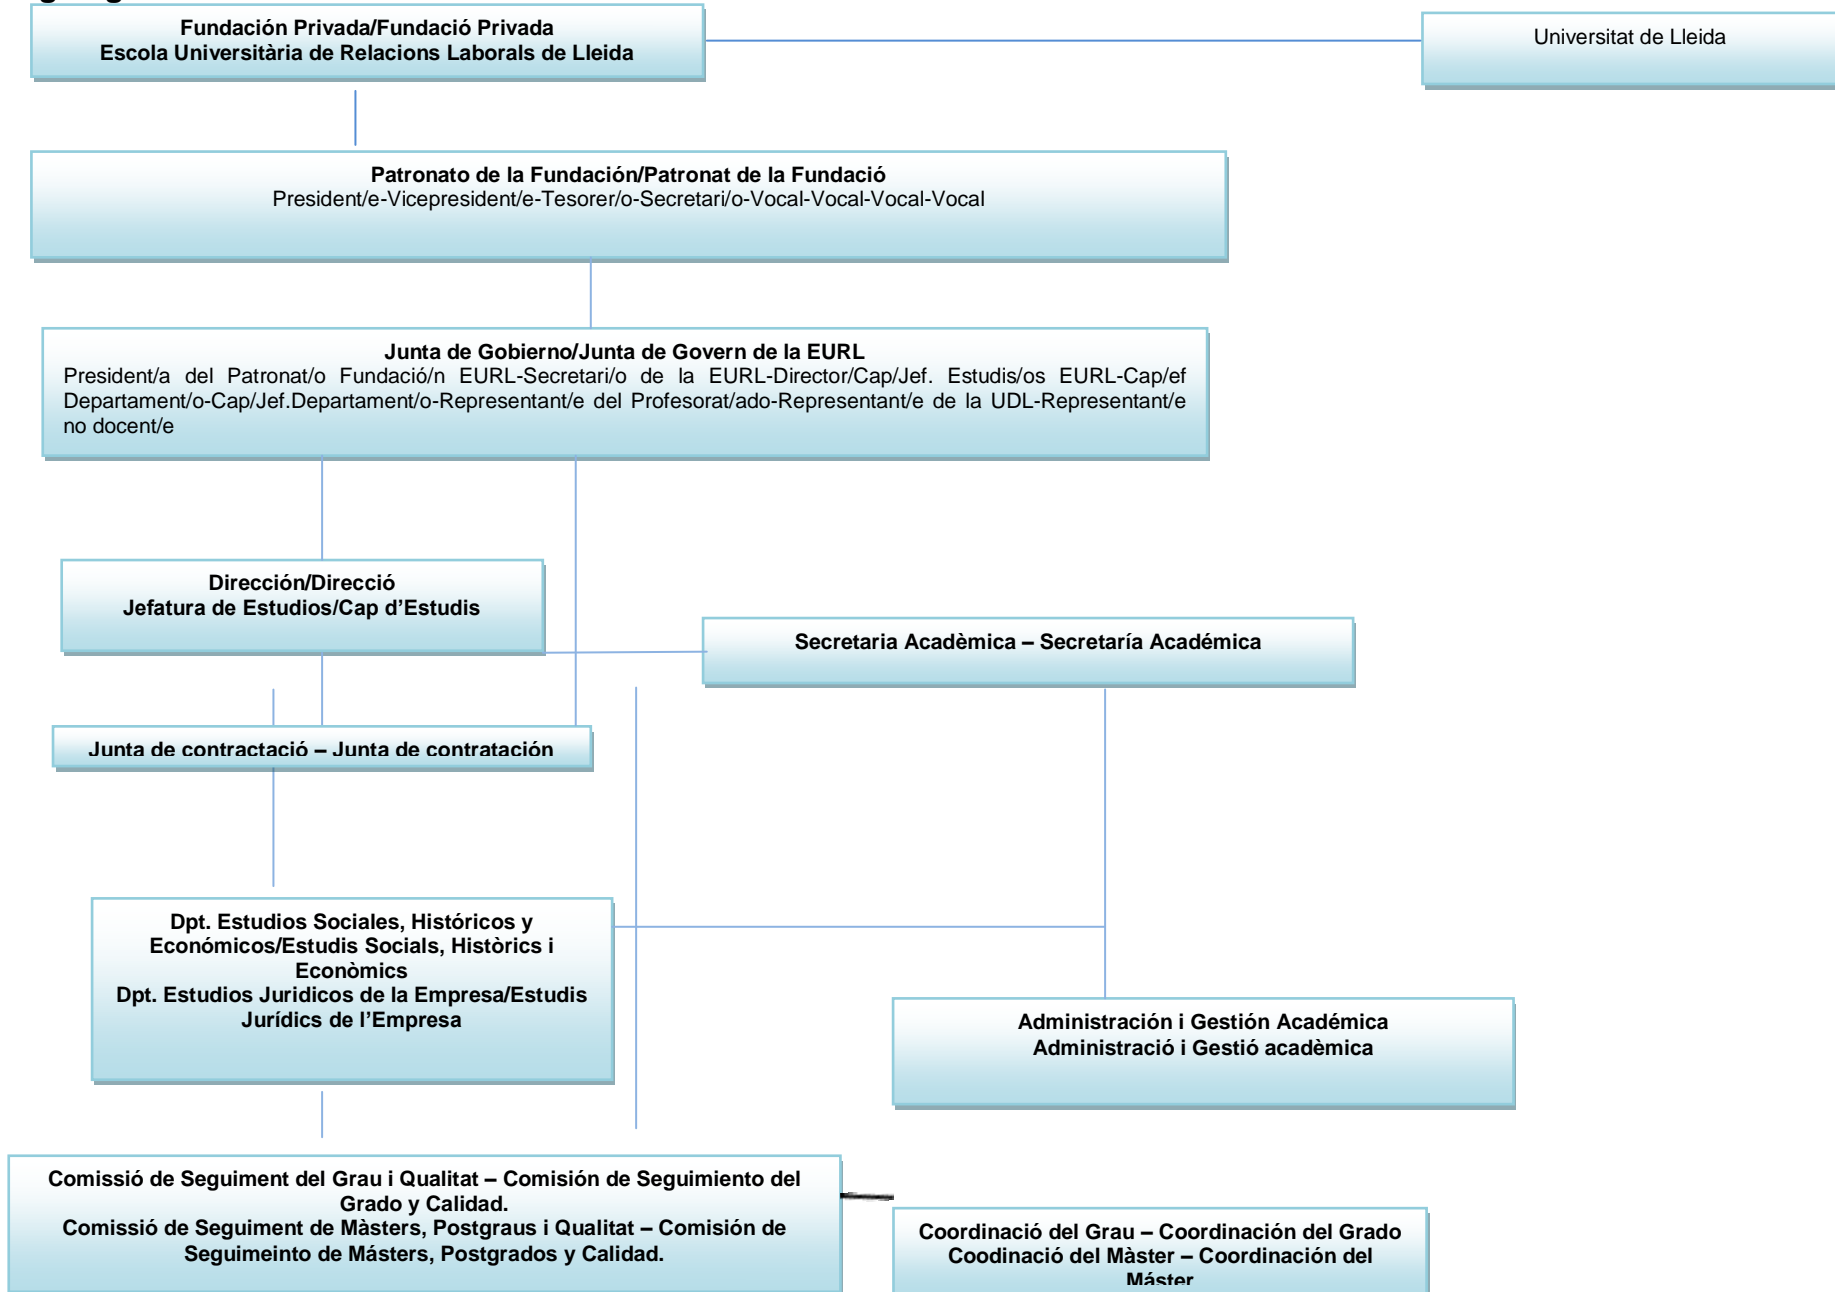 Fundación Privada/Fundació Privada
Escola Universitària de Relacions Laborals de Lleida
Universitat de Lleida
Patronato de la Fundación/Patronat de la Fundació
President/e-Vicepresident/e-Tesorer/o-Secretari/o-Vocal-Vocal-Vocal-Vocal
Junta de Gobierno/Junta de Govern de la EURL
President/a del Patronat/o Fundació/n EURL-Secretari/o de la EURL-Director/Cap/Jef. Estudis/os EURL-Cap/ef
Departament/o-Cap/Jef.Departament/o-Representant/e del Profesorat/ado-Representant/e de la UDL-Representant/e
no docent/e
Dirección/Direcció
Jefatura de Estudios/Cap d’Estudis
Secretaria Acadèmica – Secretaría Académica
Junta de contractació – Junta de contratación
Dpt. Estudios Sociales, Históricos y
Económicos/Estudis Socials, Històrics i
Econòmics
Dpt. Estudios Juridicos de la Empresa/Estudis
Jurídics de l’Empresa
Administración i Gestión Académica
Administració i Gestió acadèmica
Comissió de Seguiment del Grau i Qualitat – Comisión de Seguimiento del
Grado y Calidad.
Comissió de Seguiment de Màsters, Postgraus i Qualitat – Comisión de
Seguimeinto de Másters, Postgrados y Calidad.
Coordinació del Grau – Coordinación del Grado
Coodinació del Màster – Coordinación del
Máster